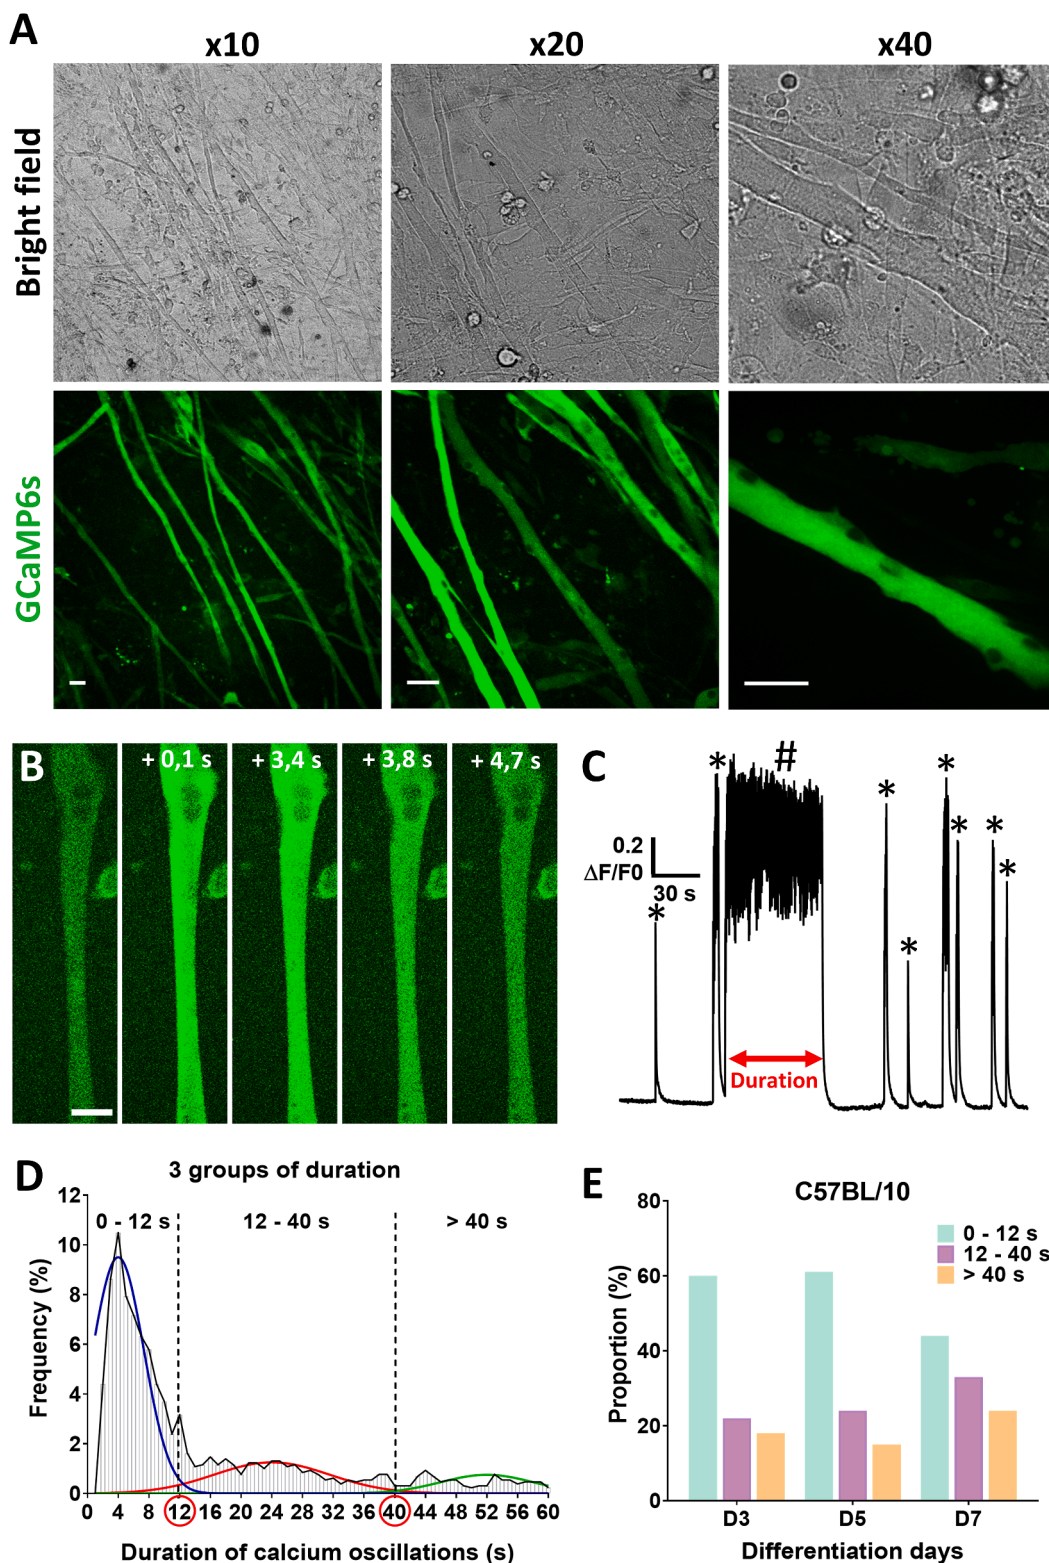 A
x10
x20
x40
Bright field
GCaMP6s
B
+ 0,1 s
+ 3,4 s
+ 3,8 s
+ 4,7 s
C
*
*
#
*
*
*
*
*
*
0.2
ΔF/F0
30 s
Duration
D
3 groups of duration
0 - 12 s
12 - 40 s
> 40 s
Frequency (%)
12
10
8
6
4
2
0
0 4 8 12 16 20 24 28 32 36 40 44 48 52 56 60
Duration of calcium oscillations (s)
E
C57BL/10
0 - 12 s
12 - 40 s
> 40 s
Proportion (%)
80
60
40
20
0
D3 D5 D7
Differentiation days